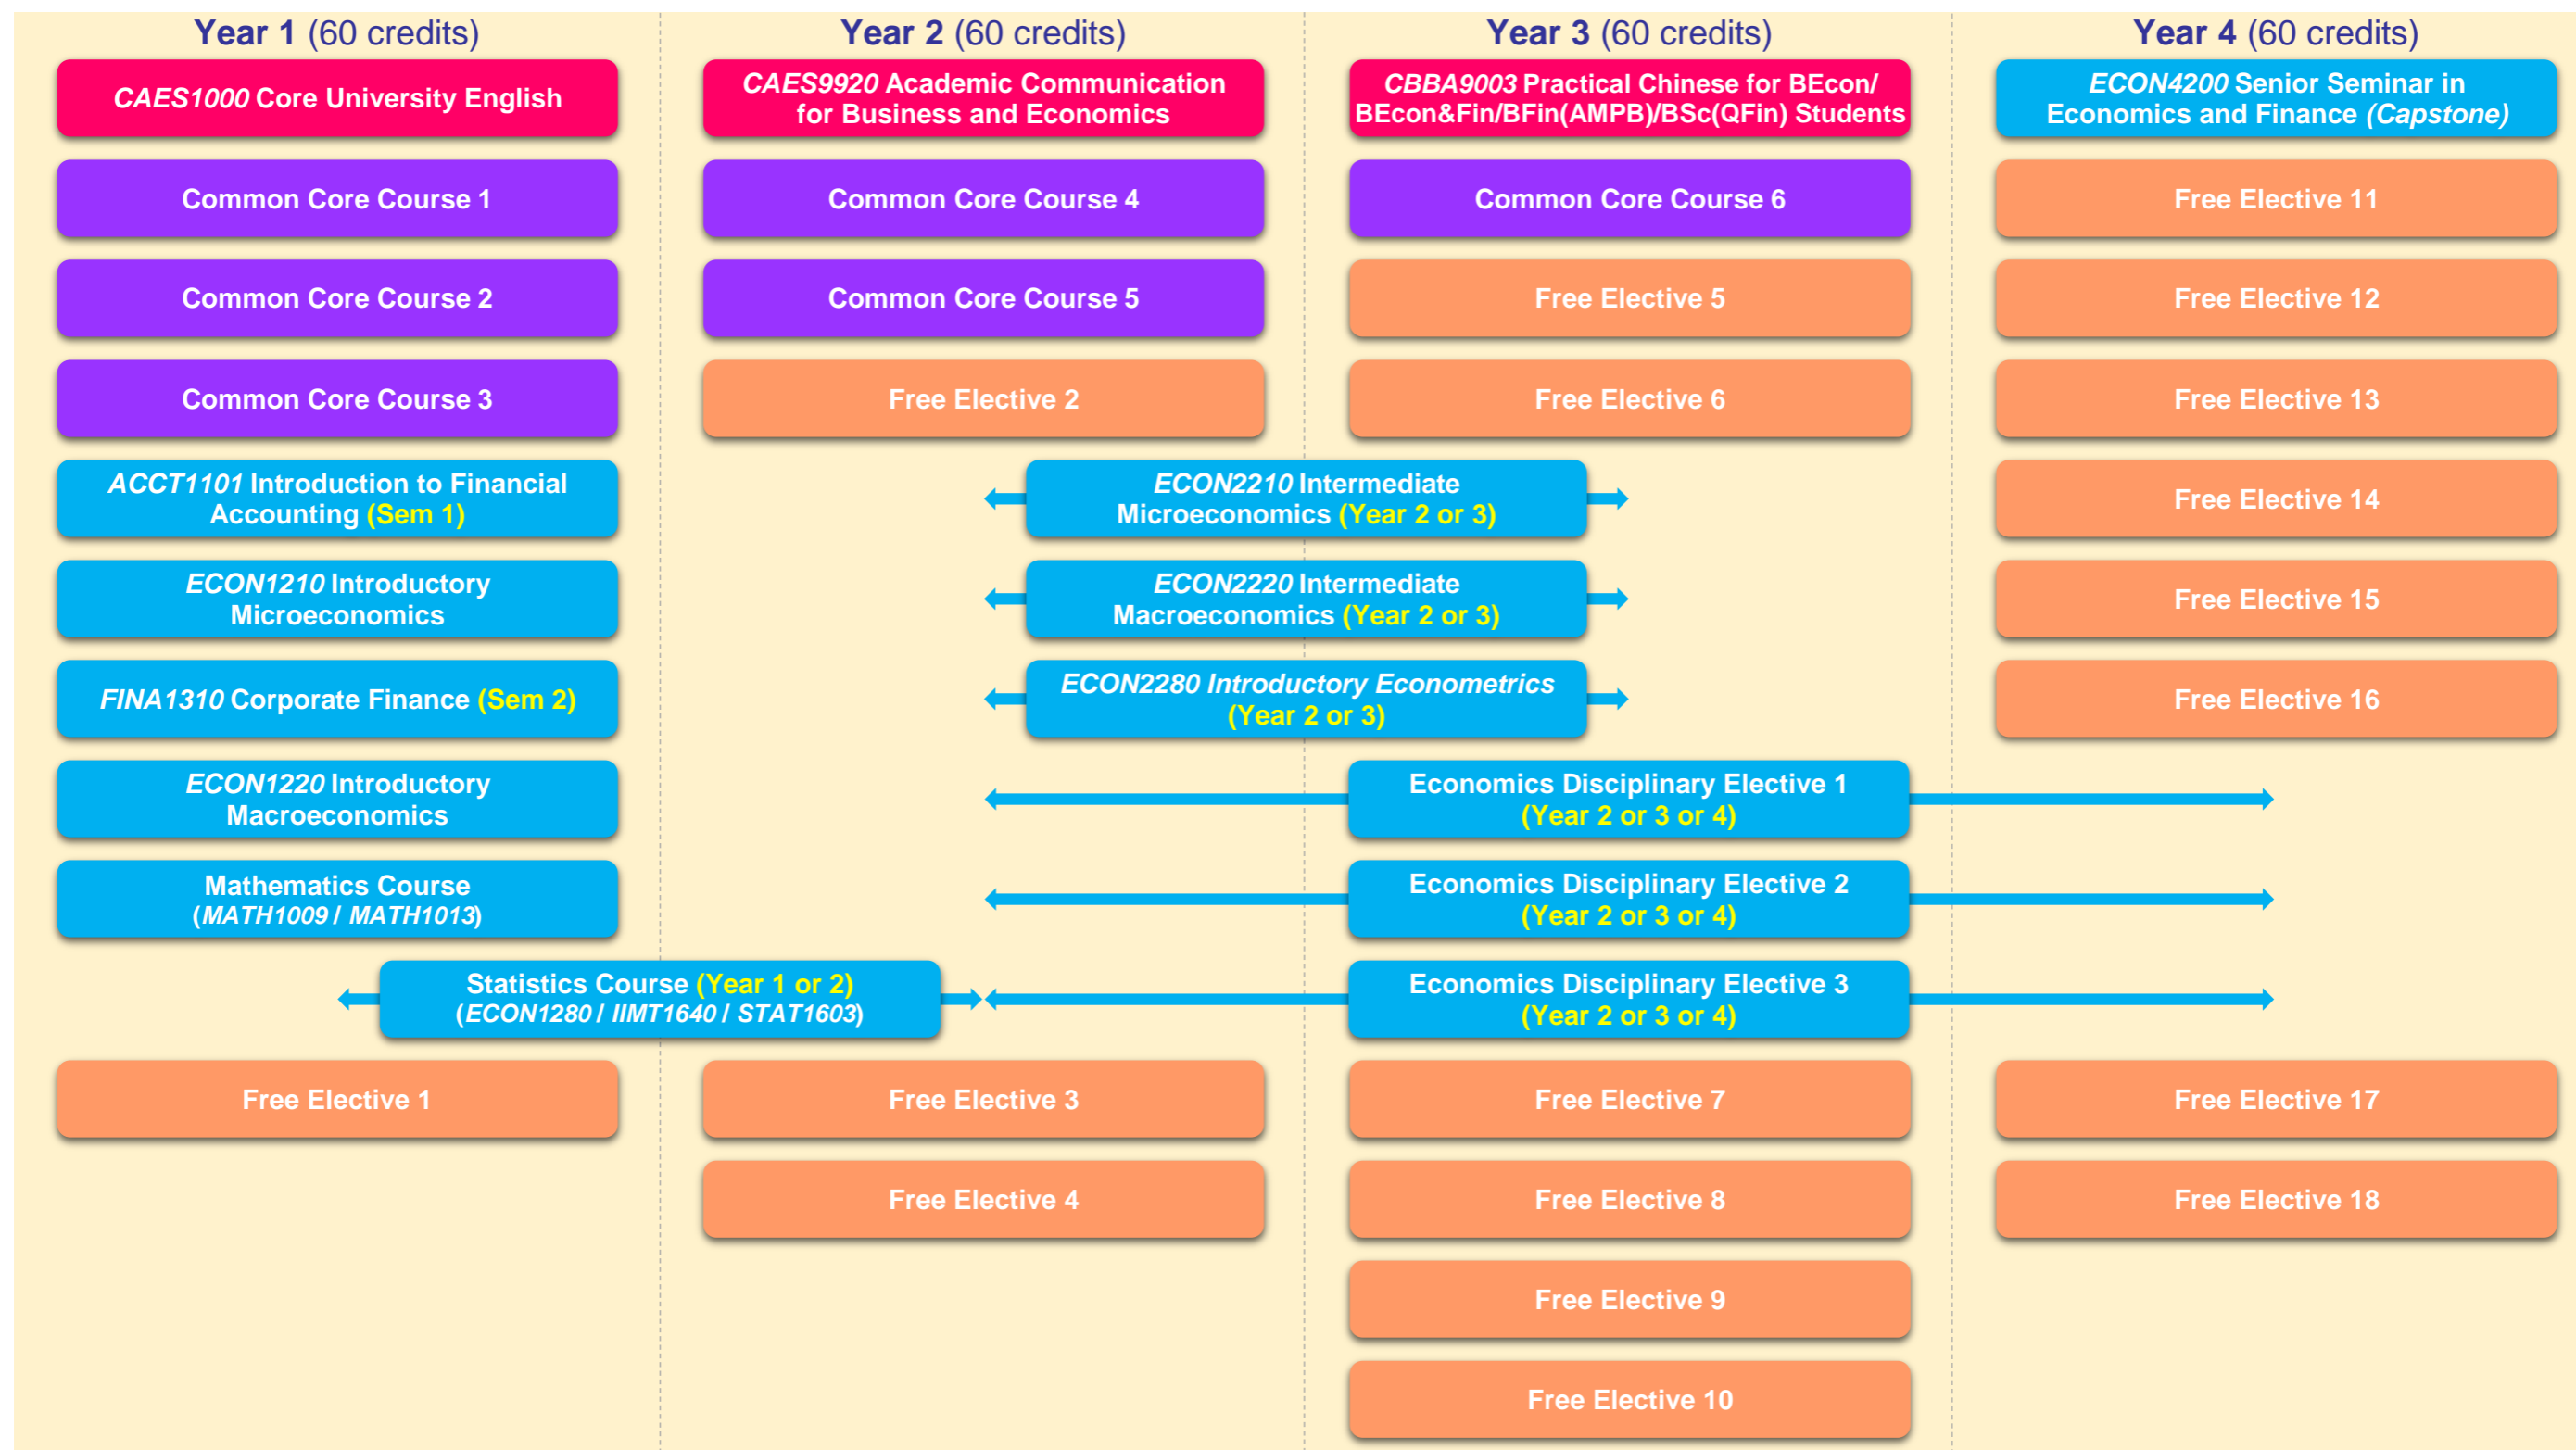 Year 1 (60 credits)
Year 2 (60 credits)
Year 3 (60 credits)
Year 4 (60 credits)
CAES1000 Core University English
CAES9920 Academic Communication
for Business and Economics
CBBA9003 Practical Chinese for BEcon/
BEcon&Fin/BFin(AMPB)/BSc(QFin) Students
ECON4200 Senior Seminar in
Economics and Finance (Capstone)
Common Core Course 1
Common Core Course 4
Common Core Course 6
Free Elective 11
Common Core Course 2
Common Core Course 5
Free Elective 5
Free Elective 12
Common Core Course 3
Free Elective 2
Free Elective 6
Free Elective 13
ACCT1101 Introduction to Financial
Accounting (Sem 1)
ECON2210 Intermediate
Microeconomics (Year 2 or 3)
Free Elective 14
ECON1210 Introductory
Microeconomics
ECON2220 Intermediate
Macroeconomics (Year 2 or 3)
Free Elective 15
FINA1310 Corporate Finance (Sem 2)
ECON2280 Introductory Econometrics
(Year 2 or 3)
Free Elective 16
ECON1220 Introductory
Macroeconomics
Economics Disciplinary Elective 1
(Year 2 or 3 or 4)
Mathematics Course
(MATH1009 / MATH1013)
Economics Disciplinary Elective 2
(Year 2 or 3 or 4)
Statistics Course (Year 1 or 2)
(ECON1280 / IIMT1640 / STAT1603)
Economics Disciplinary Elective 3
(Year 2 or 3 or 4)
Free Elective 1
Free Elective 3
Free Elective 7
Free Elective 17
Free Elective 4
Free Elective 8
Free Elective 18
Free Elective 9
Free Elective 10